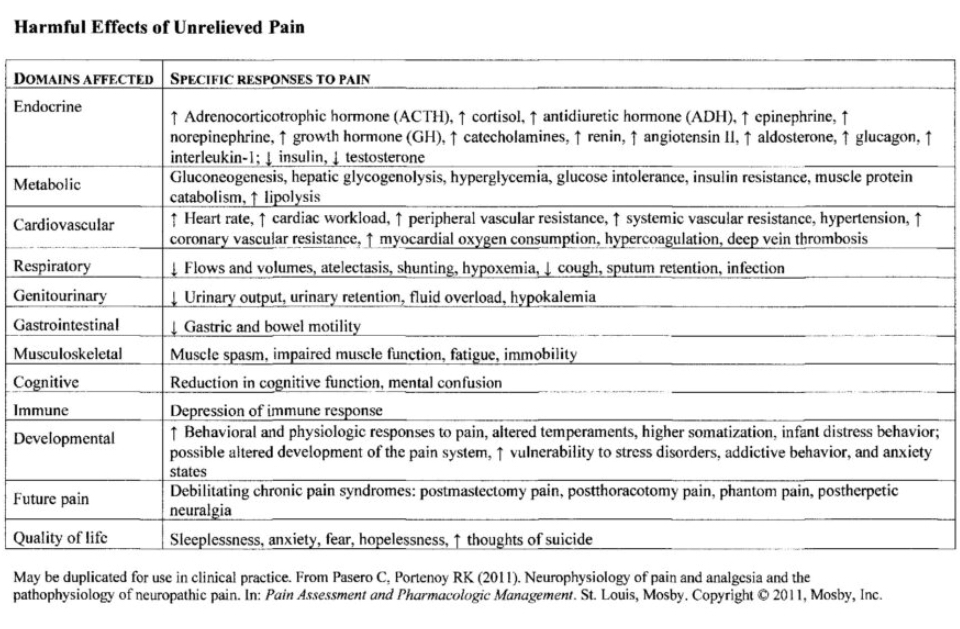 Harmful Effects of Unrelieved Pain
DOMAINS AFFECTED SPECIFIC RESPONSES TO PAIN
Endocrine
↑ Adrenocorticotrophic hormone (ACTH), ↑ cortisol, ↑ antidiuretic hormone (ADH), ↑ epinephrine, ↑
norepinephrine, ↑ growth hormone (GH), ↑ catecholamines, ↑ renin, ↑ angiotensin II, ↑ aldosterone, ↑ glucagon, ↑
interleukin-1; ↓ insulin, ↓ testosterone
Metabolic
Gluconeogenesis, hepatic glycogenolysis, hyperglycemia, glucose intolerance, insulin resistance, muscle protein
catabolism, ↑ lipolysis
Cardiovascular
↑ Heart rate, ↑ cardiac workload, ↑ peripheral vascular resistance, ↑ systemic vascular resistance, hypertension, ↑
coronary vascular resistance, ↑ myocardial oxygen consumption, hypercoagulation, deep vein thrombosis
Respiratory ↓ Flows and volumes, atelectasis, shunting, hypoxemia, ↓ cough, sputum retention, infection
Genitourinary ↓ Urinary output, urinary retention, fluid overload, hypokalemia
Gastrointestinal ↓ Gastric and bowel motility
Musculoskeletal Muscle spasm, impaired muscle function, fatigue, immobility
Cognitive Reduction in cognitive function, mental confusion
Immune Depression of immune response
Developmental
↑ Behavioral and physiologic responses to pain, altered temperaments, higher somatization, infant distress behavior;
possible altered development of the pain system, ↑ vulnerability to stress disorders, addictive behavior, and anxiety
states
Future pain
Debilitating chronic pain syndromes: postmastectomy pain, postthoracotomy pain, phantom pain, postherpetic
neuralgia
Quality of life Sleeplessness, anxiety, fear, hopelessness, ↑ thoughts of suicide
May be duplicated for use in clinical practice. From Pasero C, Portenoy RK (2011). Neurophysiology of pain and analgesia and the
pathophysiology of neuropathic pain. In: Pain Assessment and Pharmacologic Management. St. Louis, Mosby. Copyright © 2011, Mosby, Inc.